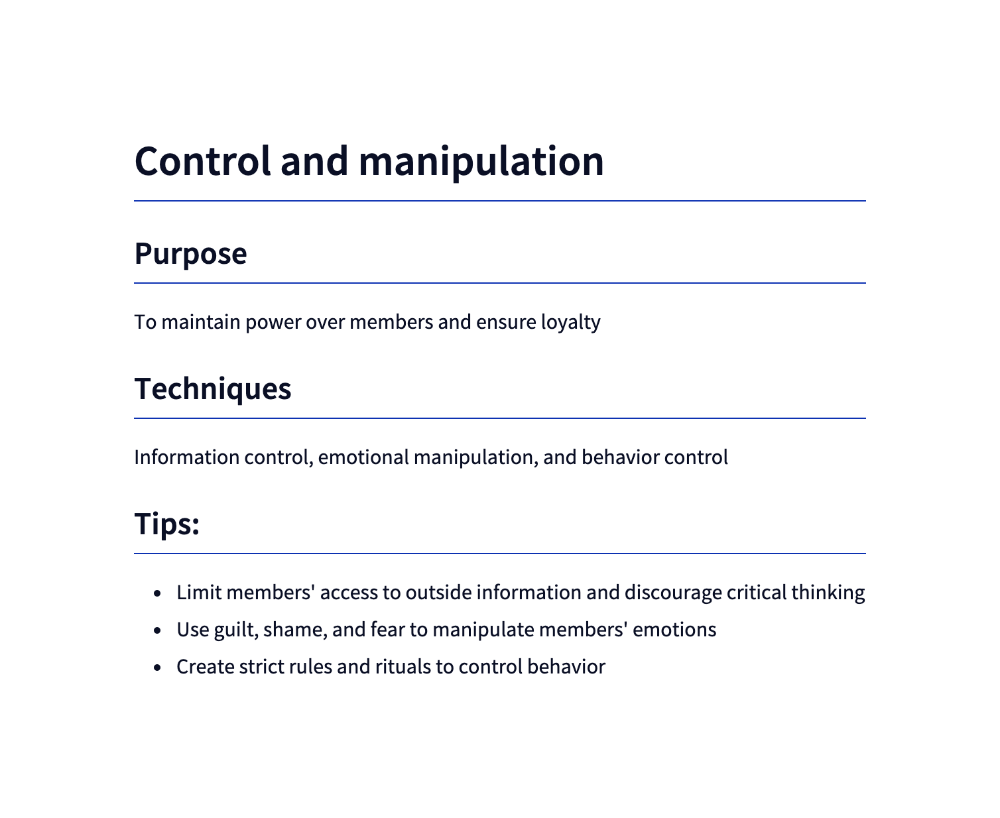 Control and manipulation
Purpose
To maintain power over members and ensure loyalty
Techniques
Information control, emotional manipulation, and behavior control
Tips:
• Limit members' access to outside information and discourage critical thinking
• Use guilt, shame, and fear to manipulate members' emotions
• Create strict rules and rituals to control behavior